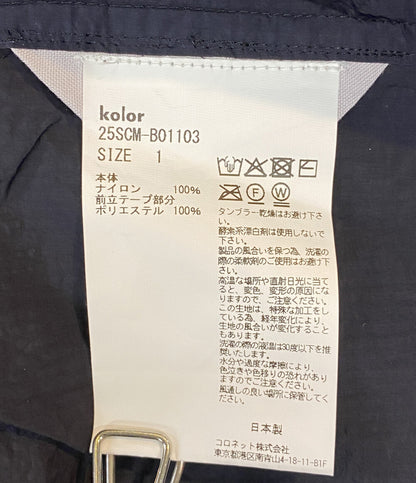 kolor
25SCM-B01103
SIZE 1
本体
ナイロン 100%
前立テープ部分
ポリエステル 100%
タンブラー乾燥はお避け下さ
い。
酵素系漂白剤は使用しないで
下さい。
製品の風合いを保つ為、洗濯の
際の柔軟剤のご使用はお避け
下さい。
高温な場所や直射日光に当て
ると、変色、変形の原因にな
りますので、ご注意ください。
この生地は、特殊な加工をし
ている為、経年変化により、
生地の風合いが変化すること
もあります。
洗濯の際の液温は30度以下を推
奨いたします。
水分や過度な摩擦により、
色泣きや色移りの恐れがあり
ますのでご注意ください。
風通しの良い場所に保管してく
ださい。
日本製
コロネット株式会社
東京都港区南青山4-18-11-B1F